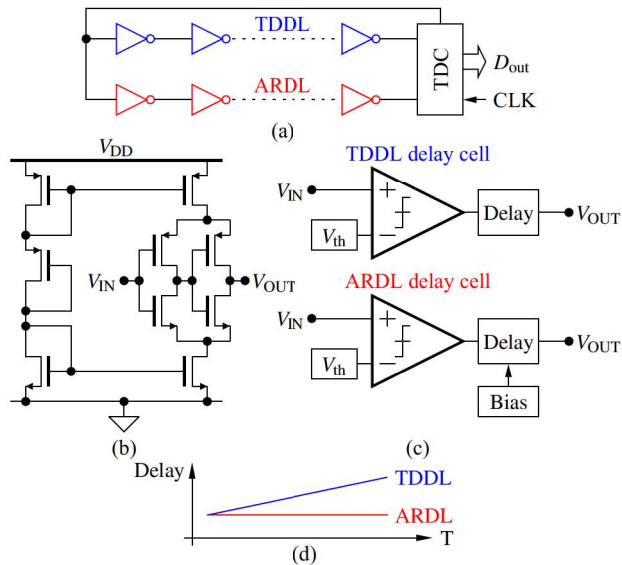 TDDL
ARDL
TDC
Dout
CLK
(a)
VDD
VIN
VOUT
(b)
TDDL delay cell
VIN
+
−
Vth
Delay
VOUT
ARDL delay cell
VIN
+
−
Vth
Delay
VOUT
Bias
(c)
Delay
TDDL
ARDL
T
(d)